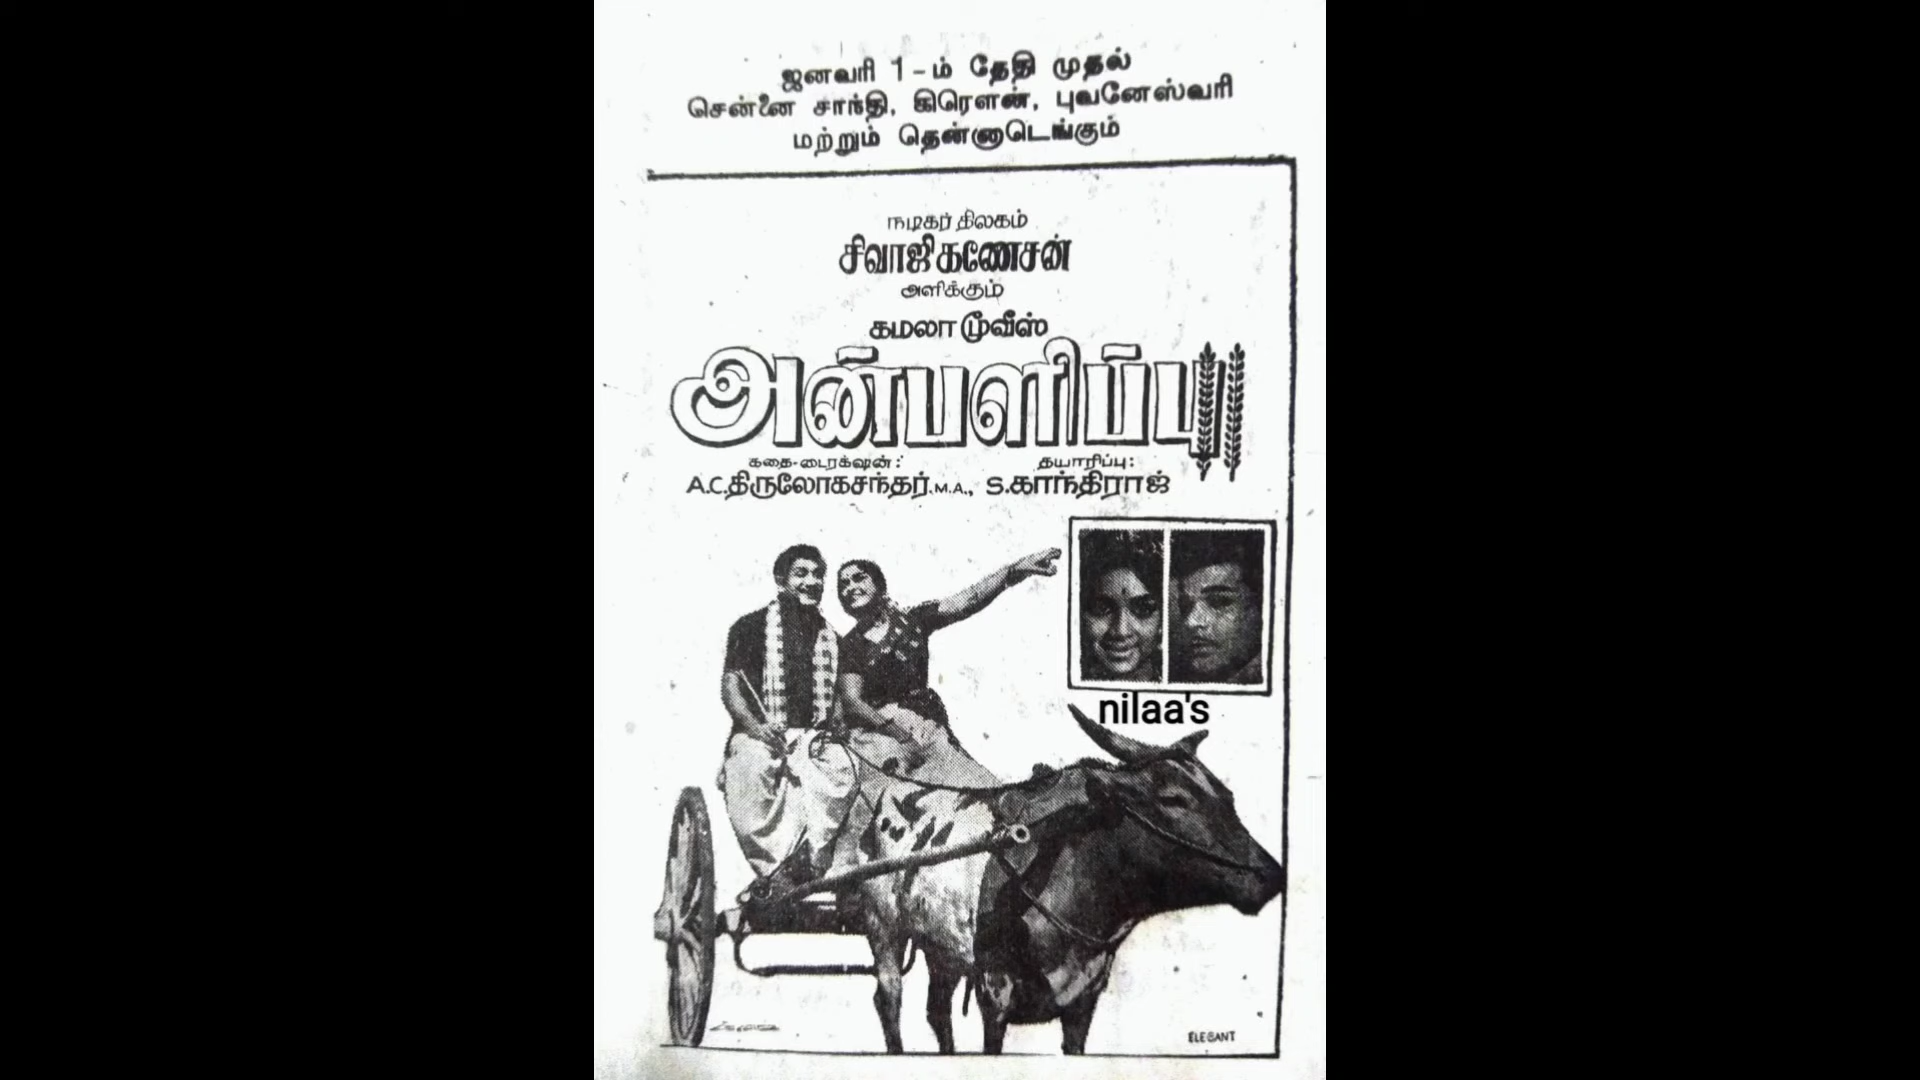 ஜனவரி 1-ம் தேதி முதல்
சென்னை சாந்தி, கிரௌன், புவனேஸ்வரி
மற்றும் தென்னாடெங்கும்
நடிகர் திலகம்
சிவாஜி கணேசன்
அளிக்கும்
கமலா மூவீஸ்
அன்பளிப்பு
கதை-டைரக்‌ஷன்: தயாரிப்பு:
A.C.திருலோகசந்தர்.M.A., S.காந்திராஜ்
nilaa's
ELEGANT